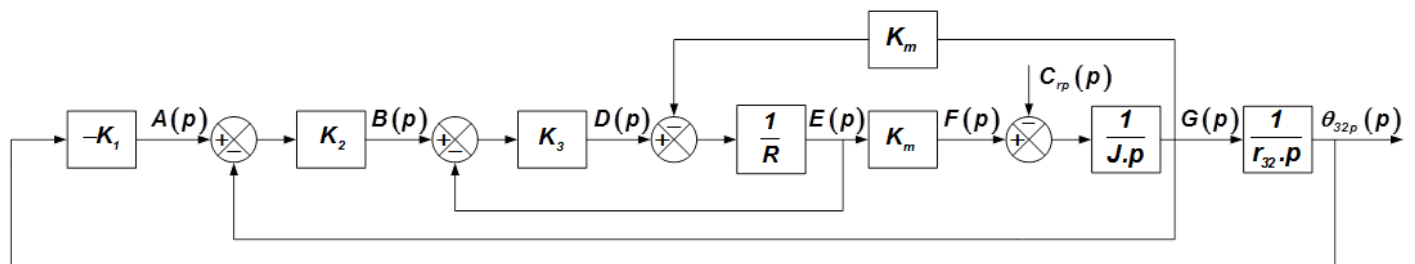 K_m
C_rp(p)
–K_1 A(p) + – K_2 B(p) + – K_3 D(p) + – 1/R E(p) K_m F(p) + – 1/J.p G(p) 1/r_32.p θ_32p(p)